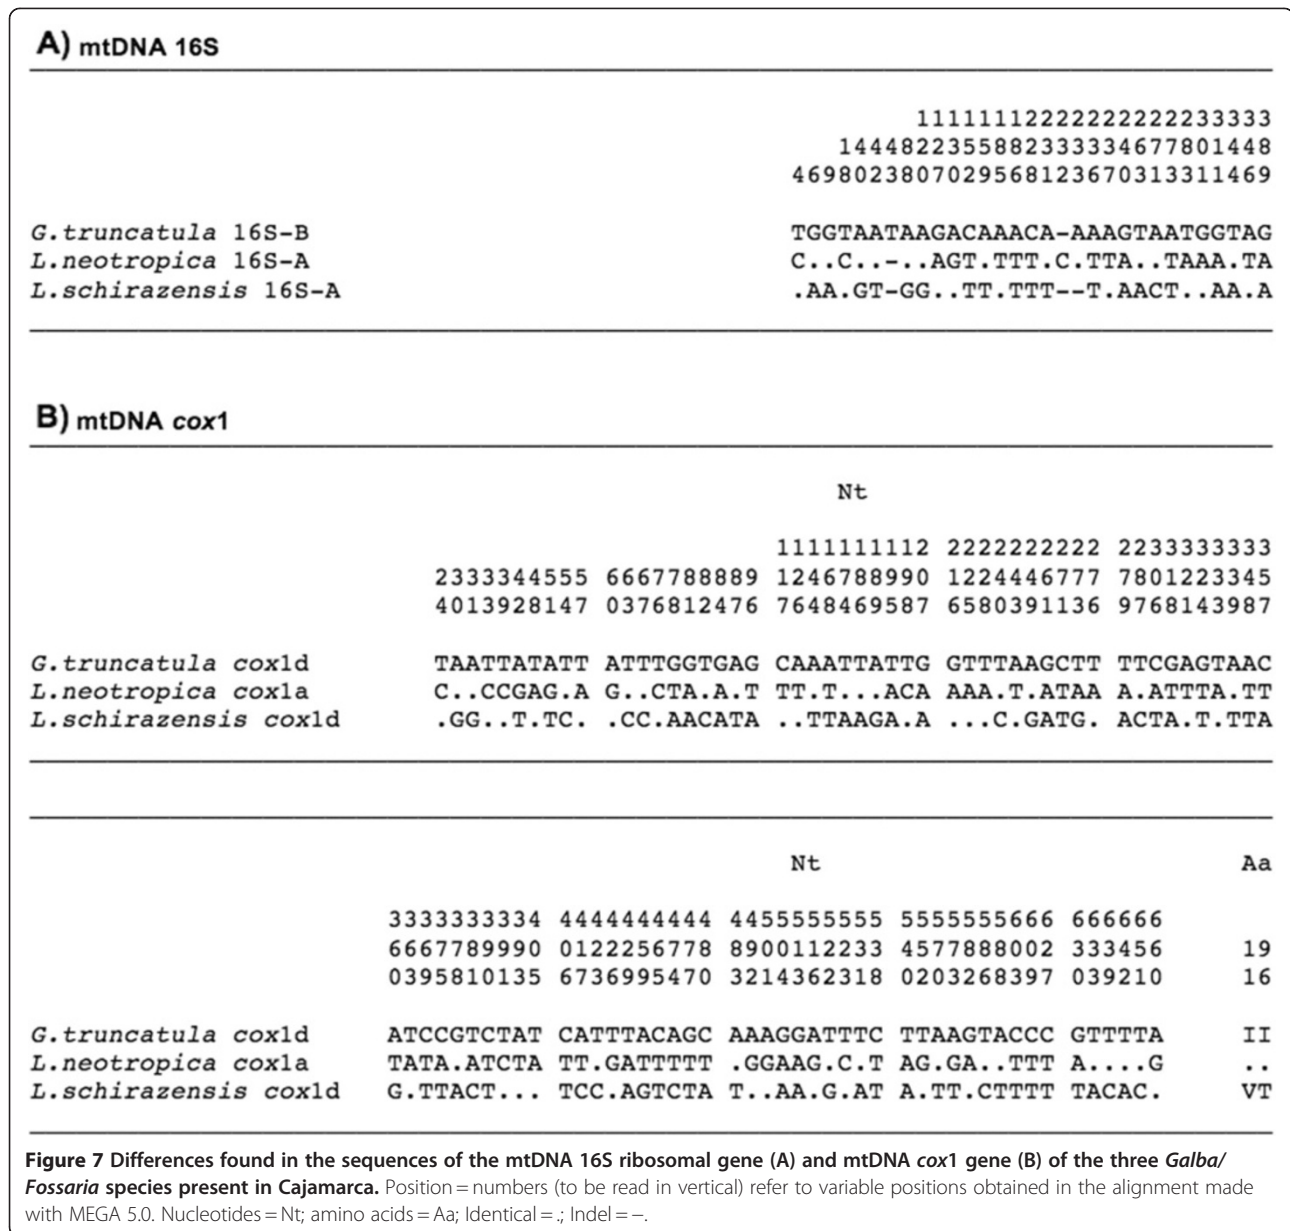 A) mtDNA 16S
1111111222222222233333
14448223558823333346778014​48
4698023807029568123670313311469
G.truncatula 16S-B TGGTAATAAGACAAACA-AAAGTAATGGTAG
L.neotropica 16S-A C..C..-..AGT.TTT.C.TTA..TAAA.TA
L.schirazensis 16S-A .AA.GT-GG..TT.TTT--T.AACT..AA.A
B) mtDNA cox1
Nt
1111111112 2222222222 2233333333
2333344555 6667788889 1246788990 1224446777 7801223345
4013928147 0376812476 7648469587 6580391136 9768143987
G.truncatula cox1d TAATTATATT ATTTGGTGAG CAAATTATTG GTTTAAGCTT TTCGAGTAAC
L.neotropica cox1a C..CCGAG.A G..CTA.A.T TT.T...ACA AAA.T.ATAA A.ATTTA.TT
L.schirazensis cox1d .GG..T.TC. .CC.AACATA ..TTAAGA.A ...C.GATG. ACTA.T.TTA
Nt Aa
3333333334 4444444444 4455555555 5555555666 666666
6667789990 0122256778 8900112233 4577888002 333456 19
0395810135 6736995470 3214362318 0203268397 039210 16
G.truncatula cox1d ATCCGTCTAT CATTTACAGC AAAGGATTTC TTAAGTACCC GTTTTA II
L.neotropica cox1a TATA.ATCTA TT.GATTTTT .GGAAG.C.T AG.GA..TTT A....G ..
L.schirazensis cox1d G.TTACT... TCC.AGTCTA T..AA.G.AT A.TT.CTTTT TACAC. VT
Figure 7 Differences found in the sequences of the mtDNA 16S ribosomal gene (A) and mtDNA cox1 gene (B) of the three Galba/
Fossaria species present in Cajamarca. Position = numbers (to be read in vertical) refer to variable positions obtained in the alignment made
with MEGA 5.0. Nucleotides = Nt; amino acids = Aa; Identical = .; Indel = −.